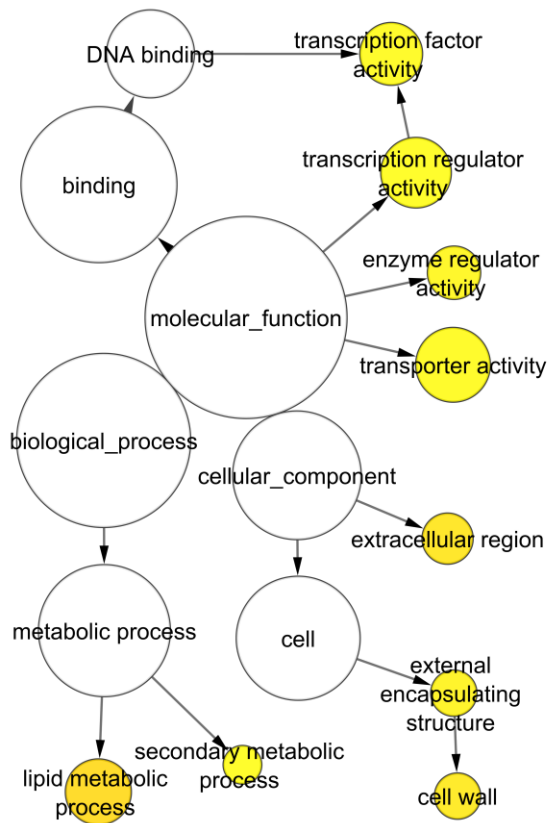 DNA binding
transcription factor
activity
binding
transcription regulator
activity
molecular_function
enzyme regulator
activity
transporter activity
biological_process
cellular_component
extracellular region
metabolic process
cell
external
encapsulating
structure
secondary metabolic
process
lipid metabolic
process
cell wall